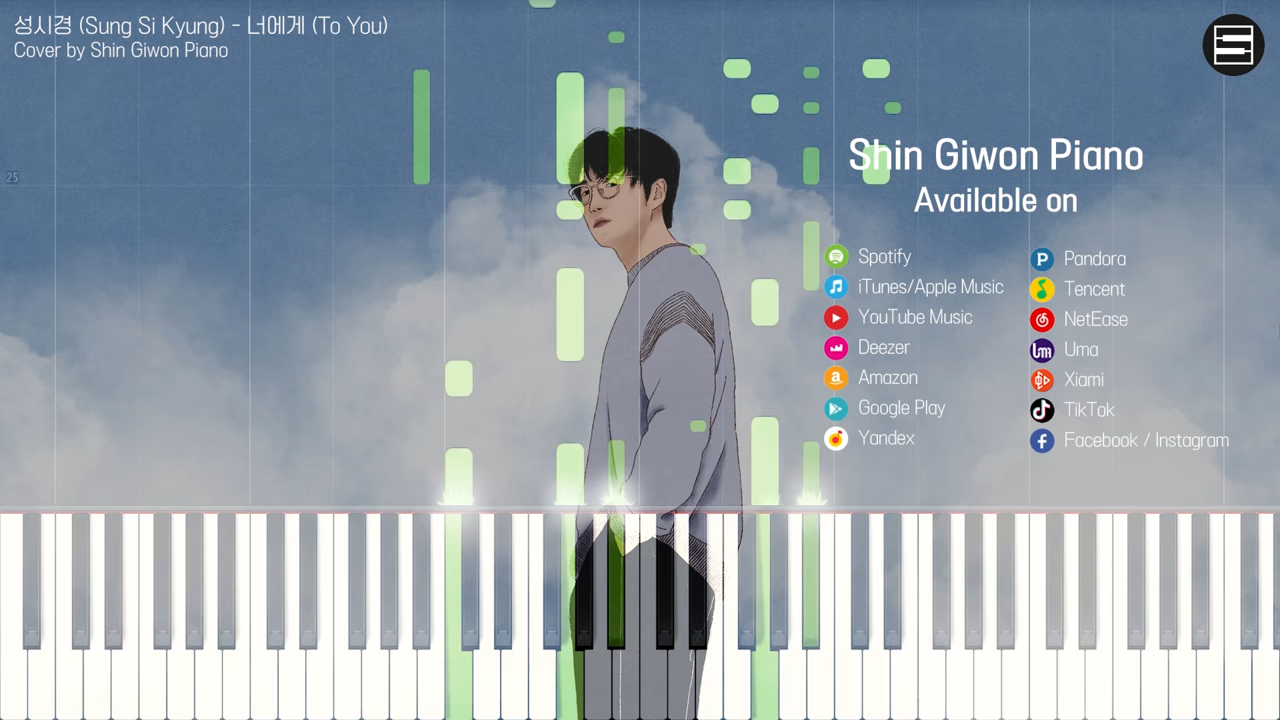 성시경 (Sung Si Kyung) - 너에게 (To You)
Cover by Shin Giwon Piano
25
Shin Giwon Piano
Available on
Spotify
iTunes/Apple Music
YouTube Music
Deezer
Amazon
Google Play
Yandex
Pandora
Tencent
NetEase
Uma
Xiami
TikTok
Facebook / Instagram